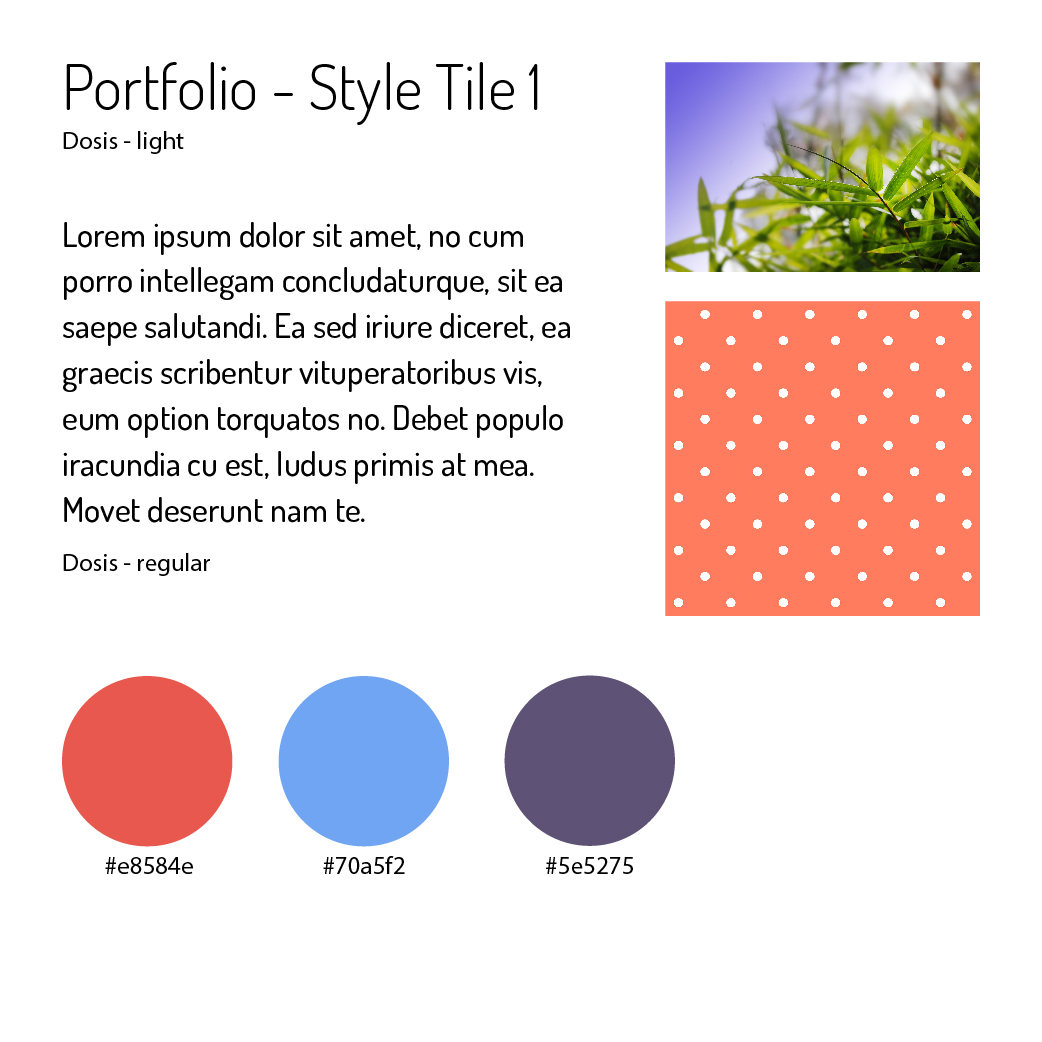 Portfolio - Style Tile 1
Dosis - light
Lorem ipsum dolor sit amet, no cum
porro intellegam concludaturque, sit ea
saepe salutandi. Ea sed iriure diceret, ea
graecis scribentur vituperatoribus vis,
eum option torquatos no. Debet populo
iracundia cu est, ludus primis at mea.
Movet deserunt nam te.
Dosis - regular
#e8584e
#70a5f2
#5e5275